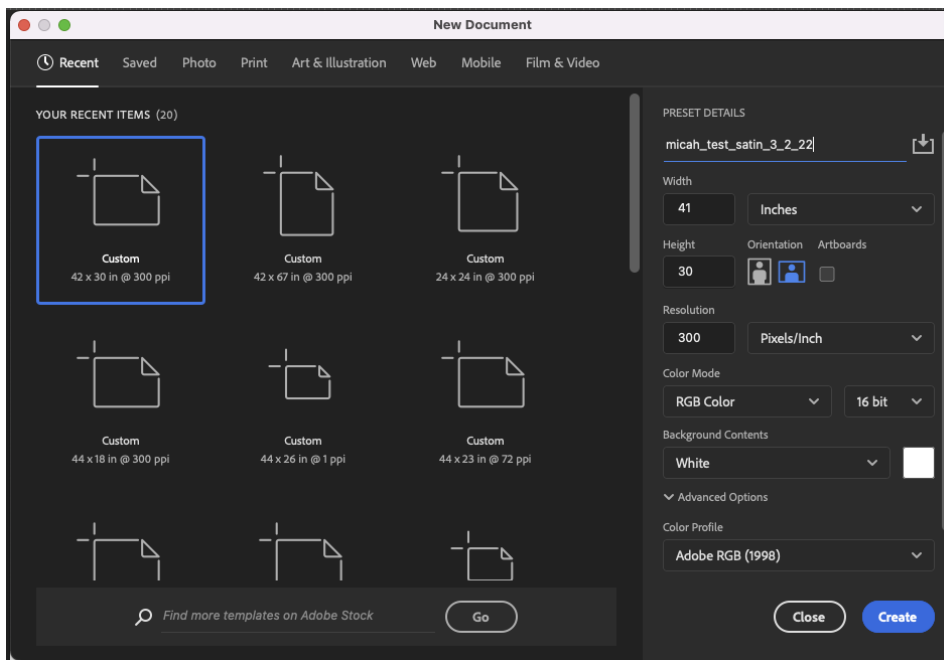 New Document
Recent Saved Photo Print Art & Illustration Web Mobile Film & Video
YOUR RECENT ITEMS (20)
Custom
42 x 30 in @ 300 ppi
Custom
42 x 67 in @ 300 ppi
Custom
24 x 24 in @ 300 ppi
Custom
44 x 18 in @ 300 ppi
Custom
44 x 26 in @ 1 ppi
Custom
44 x 23 in @ 72 ppi
Find more templates on Adobe Stock
Go
PRESET DETAILS
micah_test_satin_3_2_22
Width
41 Inches
Height Orientation Artboards
30
Resolution
300 Pixels/Inch
Color Mode
RGB Color 16 bit
Background Contents
White
Advanced Options
Color Profile
Adobe RGB (1998)
Close Create